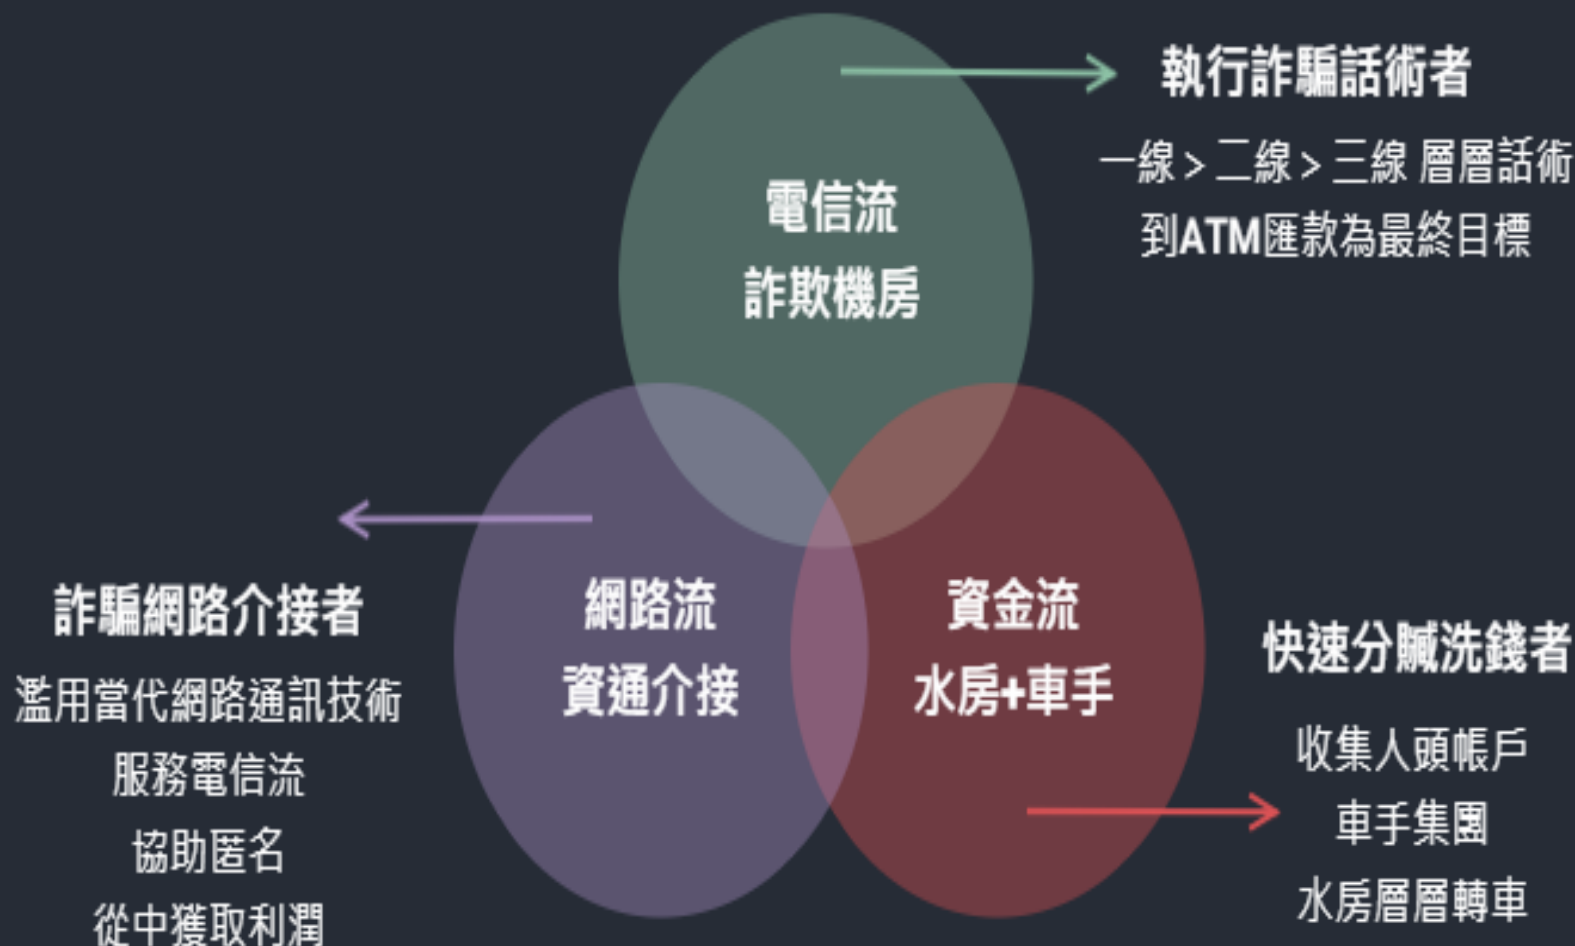 執行詐騙話術者
一線 > 二線 > 三線 層層話術
到ATM匯款為最終目標
電信流
詐欺機房
詐騙網路介接者
濫用當代網路通訊技術
服務電信流
協助匿名
從中獲取利潤
網路流
資通介接
資金流
水房+車手
快速分贓洗錢者
收集人頭帳戶
車手集團
水房層層轉車